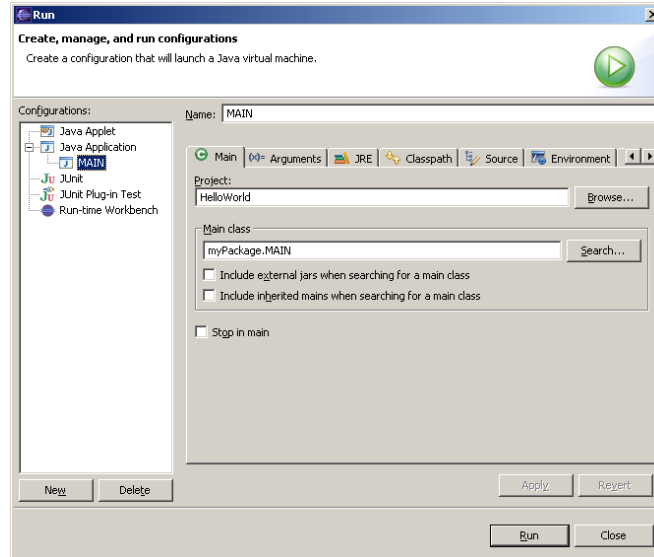 Run
Create, manage, and run configurations
Create a configuration that will launch a Java virtual machine.
Configurations:
Java Applet
Java Application
MAIN
JUnit
JUnit Plug-in Test
Run-time Workbench
New
Delete
Name:
MAIN
Main
(x)= Arguments
JRE
Classpath
Source
Environment
Project:
HelloWorld
Browse...
Main class
myPackage.MAIN
Search...
Include external jars when searching for a main class
Include inherited mains when searching for a main class
Stop in main
Apply
Revert
Run
Close